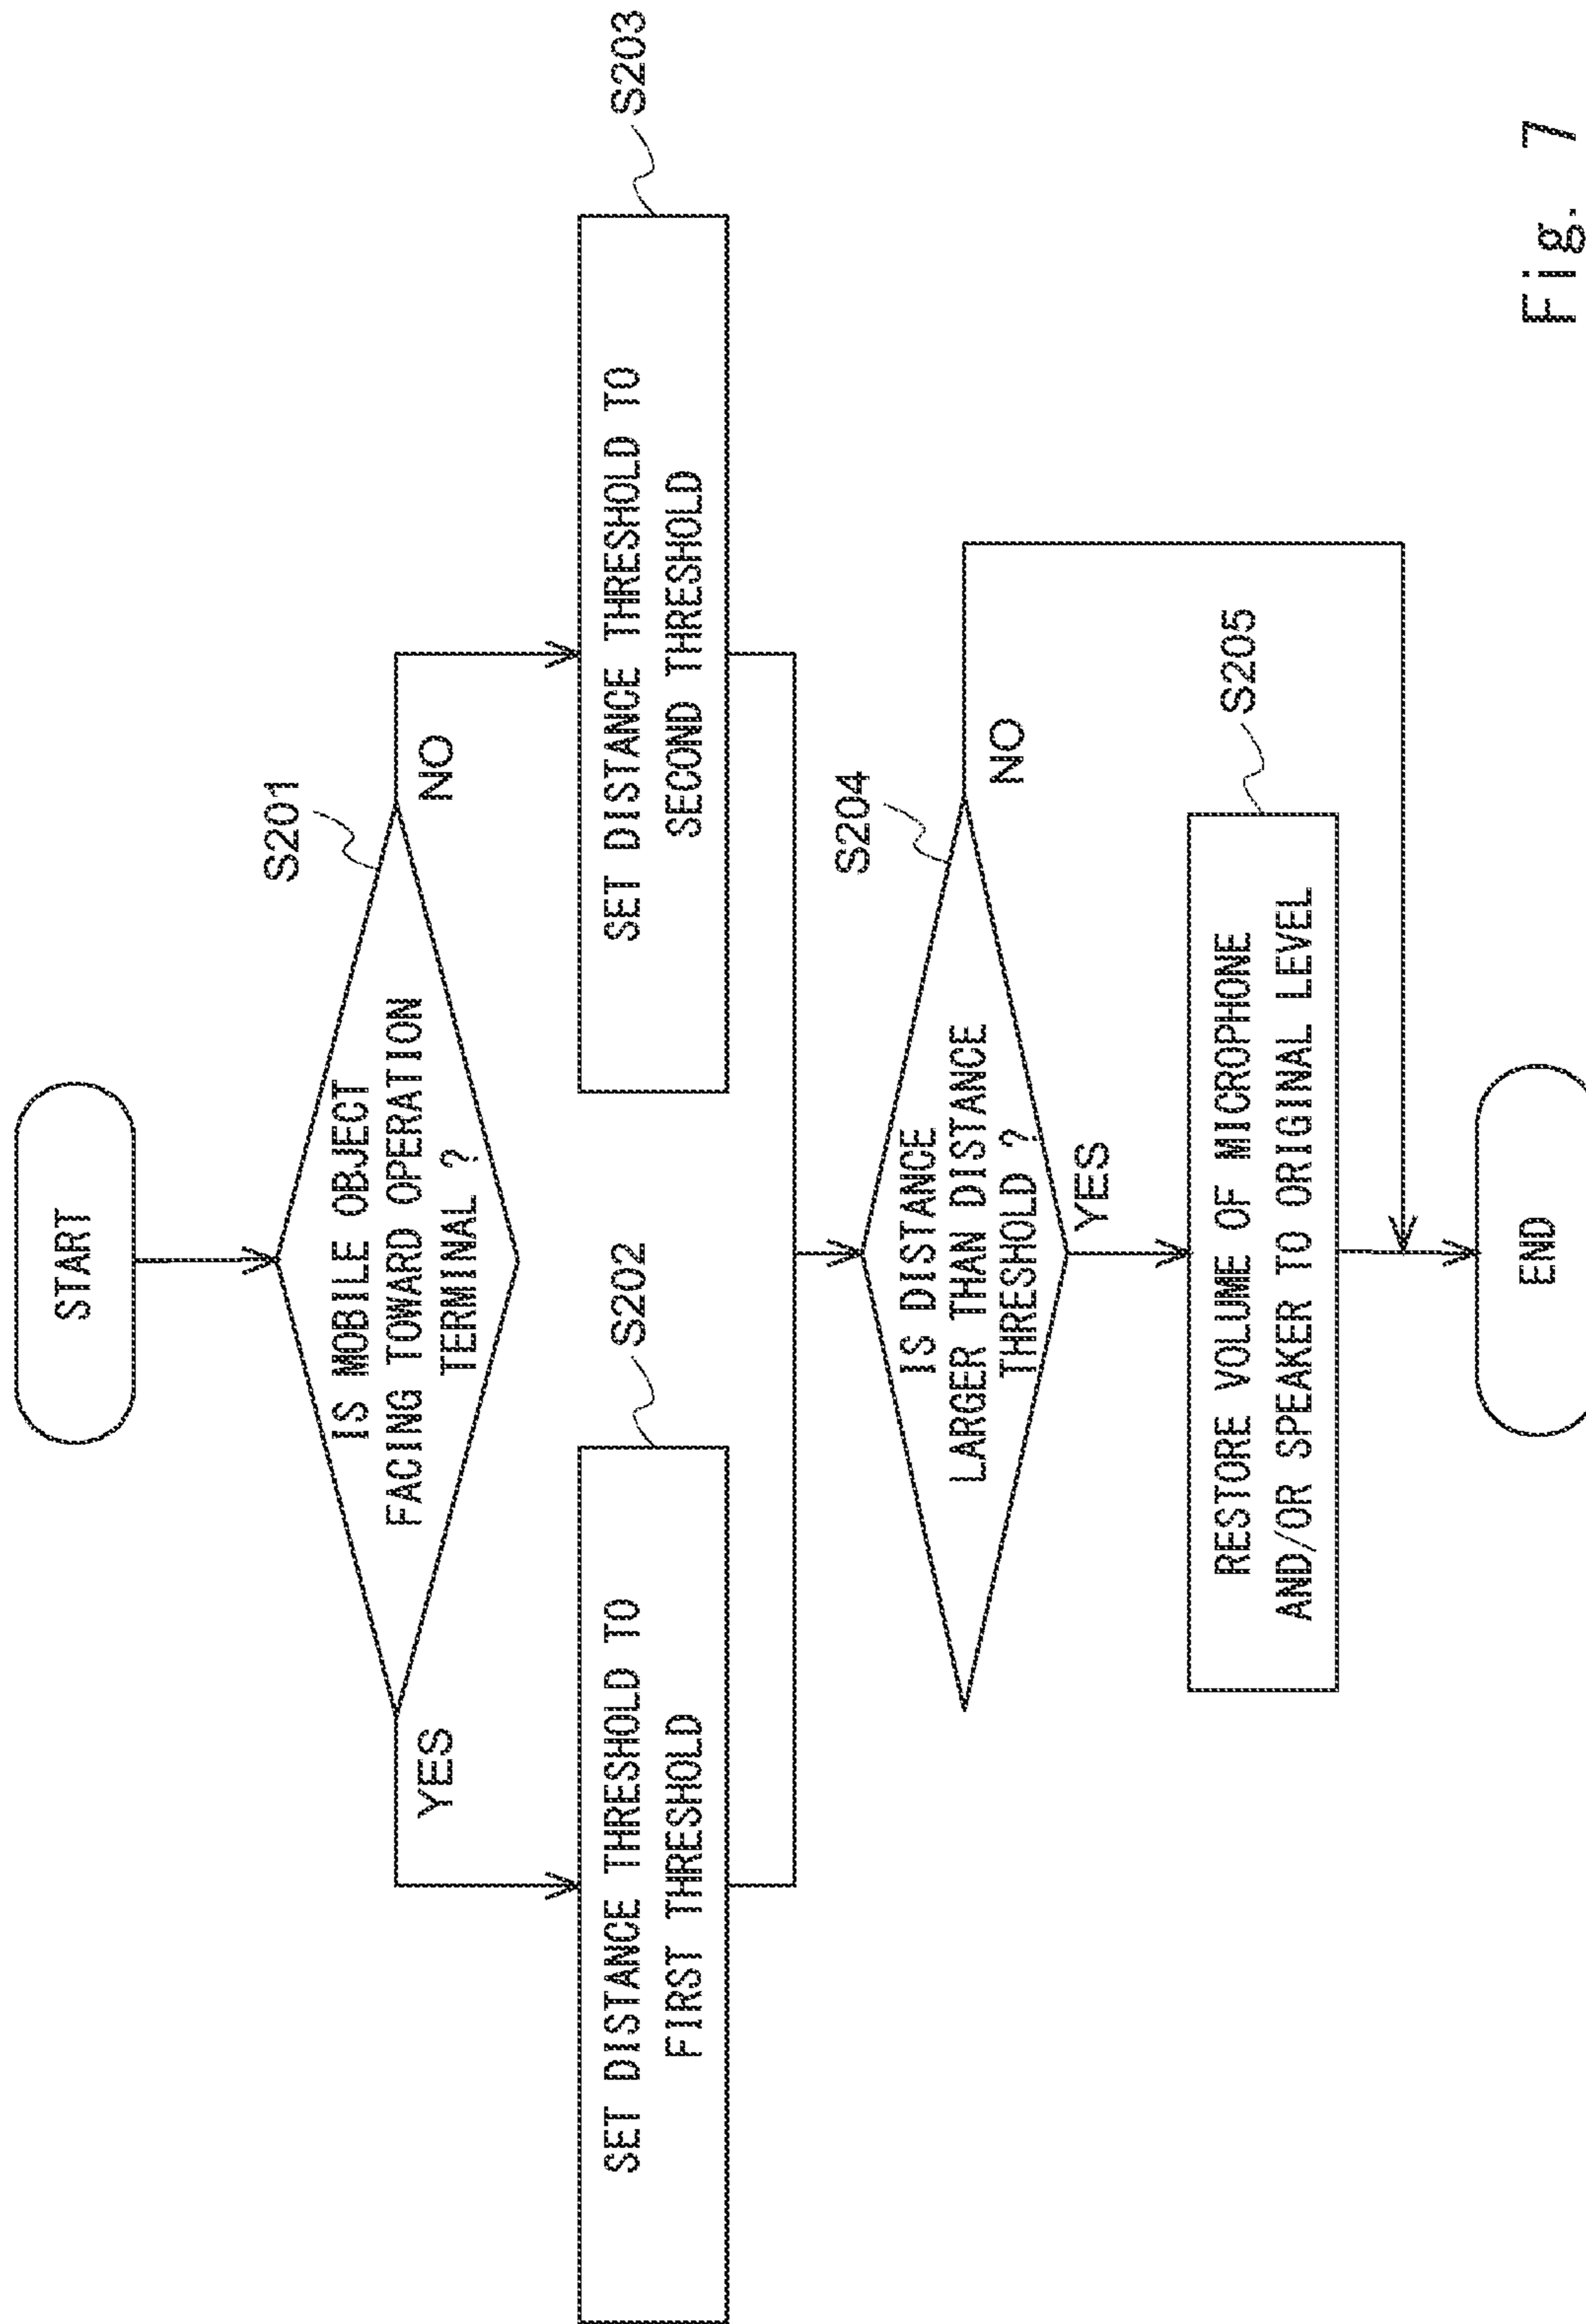 START
S201
IS MOBILE OBJECT
FACING TOWARD OPERATION
TERMINAL ?
YES
NO
S202
SET DISTANCE THRESHOLD TO
FIRST THRESHOLD
S203
SET DISTANCE THRESHOLD TO
SECOND THRESHOLD
S204
IS DISTANCE
LARGER THAN DISTANCE
THRESHOLD ?
NO
YES
S205
RESTORE VOLUME OF MICROPHONE
AND/OR SPEAKER TO ORIGINAL LEVEL
END
Fig. 7